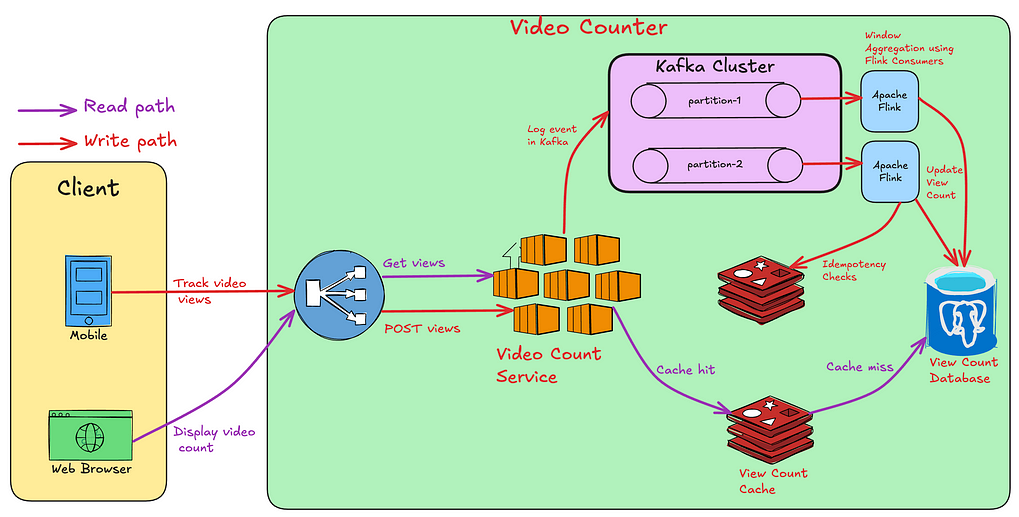 Video Counter
Window
Aggregation using
Flink Consumers
Kafka Cluster
partition-1
Apache
Flink
Read path
Write path
Log event
in Kafka
partition-2
Apache
Flink
Update
View
Count
Client
Get views
Idempotency
Checks
Track video
views
Mobile
POST views
Video Count
Service
View Count
Database
Cache hit
Cache miss
Display video
count
Web Browser
View Count
Cache